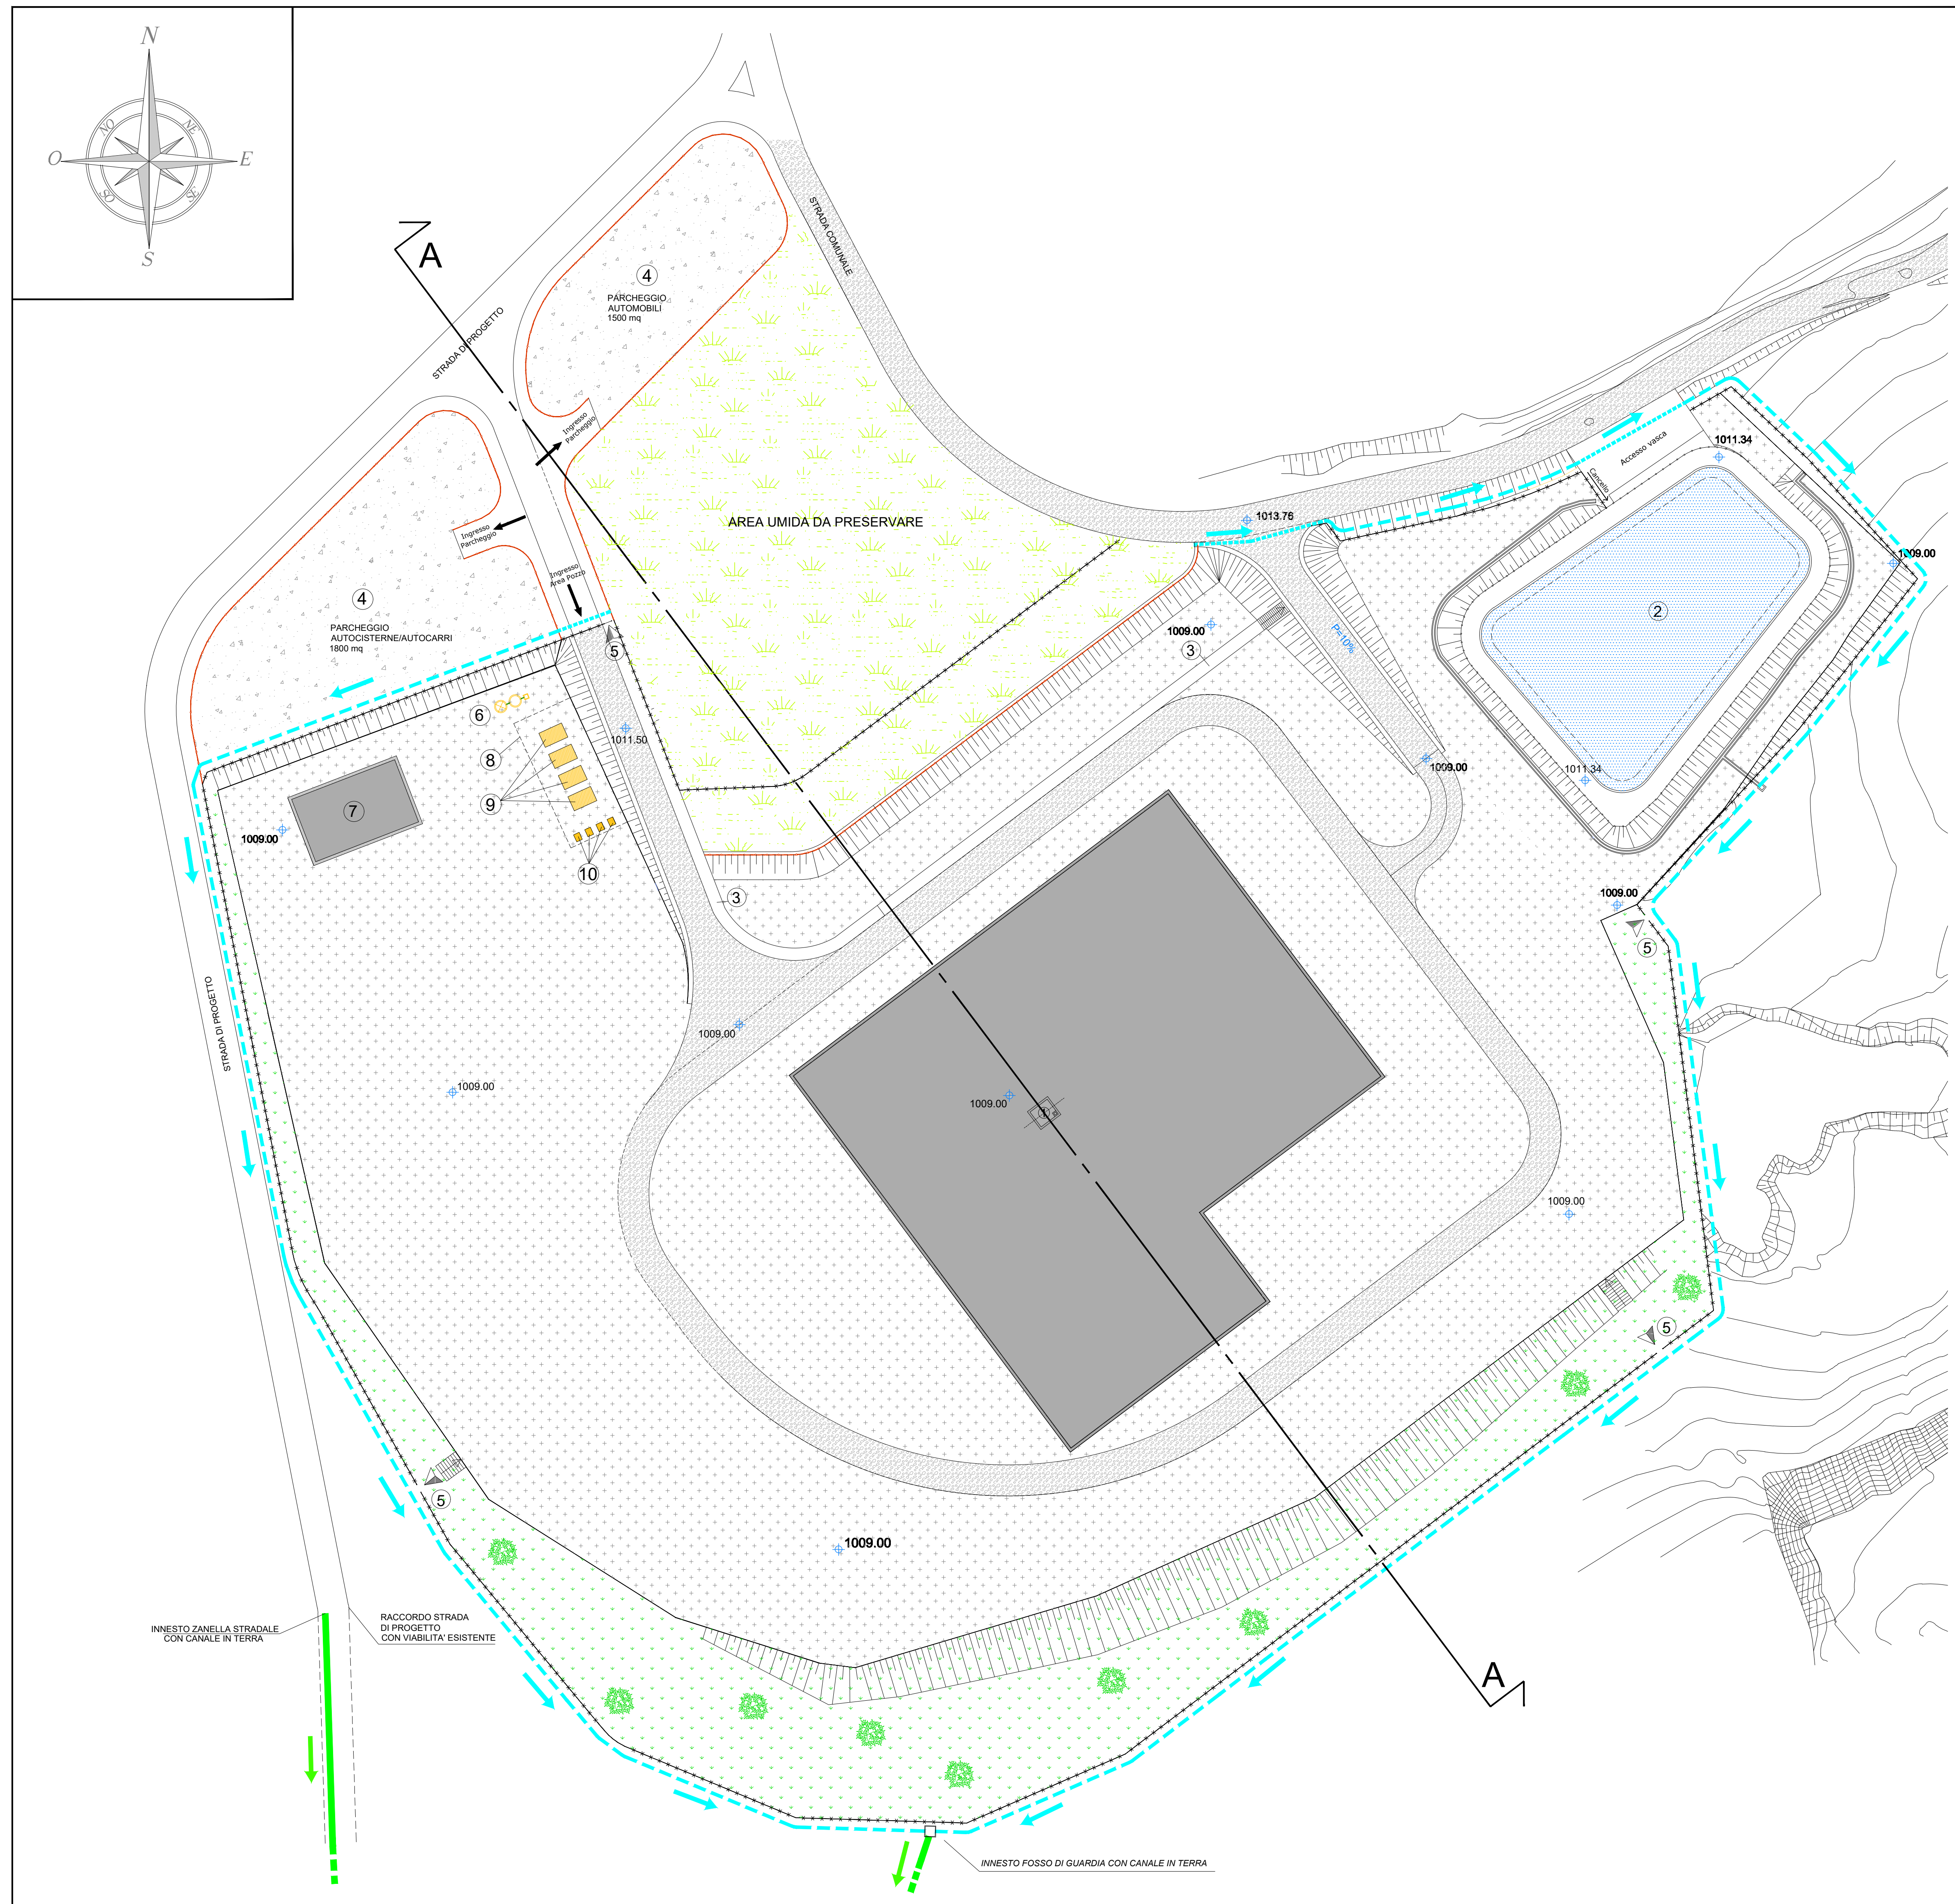 N
NO
NE
O
E
SO
SE
S
A
STRADA DI PROGETTO
4
PARCHEGGIO
AUTOMOBILI
1500 mq
STRADA COMUNALE
Ingresso
Parcheggio
Ingresso
Parcheggio
Ingresso
Area Pozzo
4
PARCHEGGIO
AUTOCISTERNE/AUTOCARRI
1800 mq
AREA UMIDA DA PRESERVARE
1013.76
Cancello
Accesso vasca
1011.34
1009.00
2
1011.34
5
1009.00
3
P=10%
1009.00
6
1011.50
8
9
7
1009.00
10
3
1009.00
5
STRADA DI PROGETTO
1009.00
1009.00
1009.00
1
1009.00
5
5
1009.00
INNESTO ZANELLA STRADALE
CON CANALE IN TERRA
RACCORDO STRADA
DI PROGETTO
CON VIABILITA' ESISTENTE
A
INNESTO FOSSO DI GUARDIA CON CANALE IN TERRA